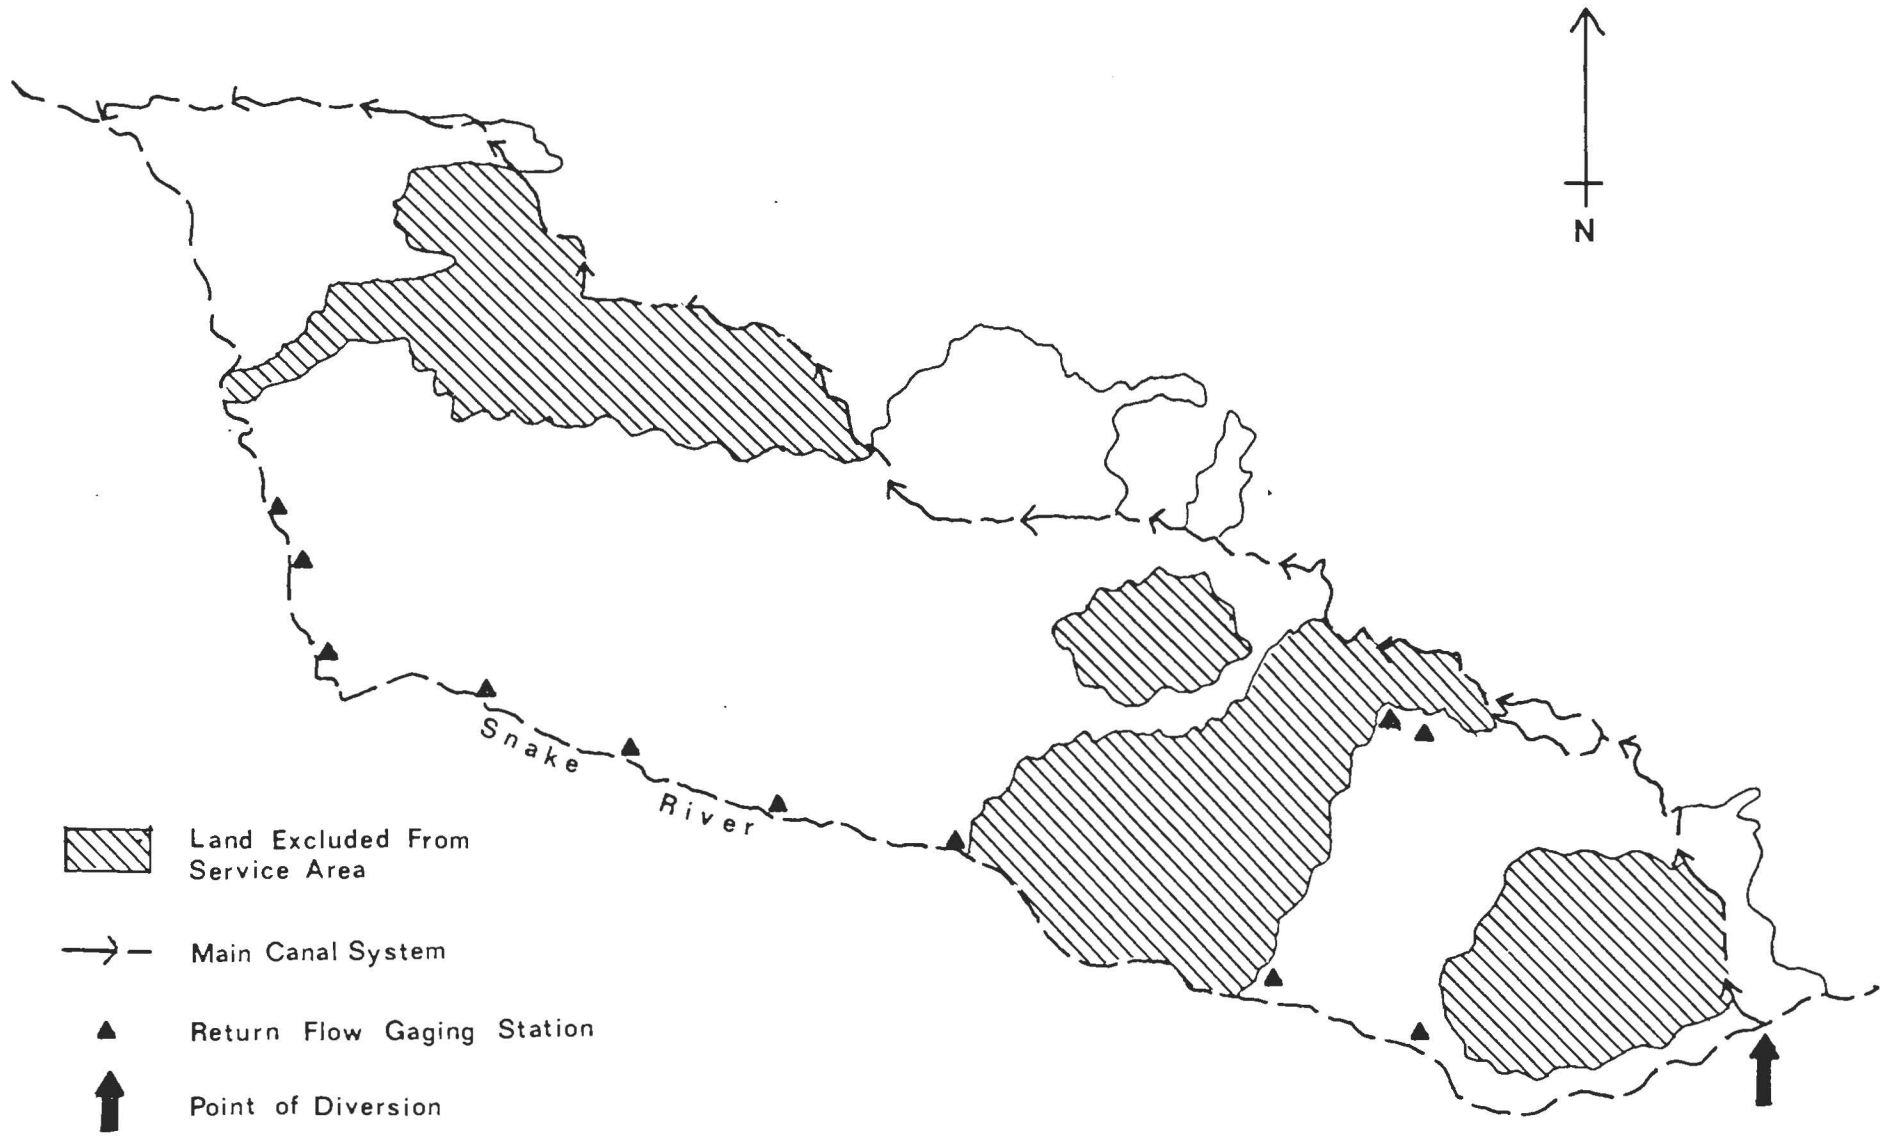 N
Snake
River
Land Excluded From
Service Area
Main Canal System
Return Flow Gaging Station
Point of Diversion